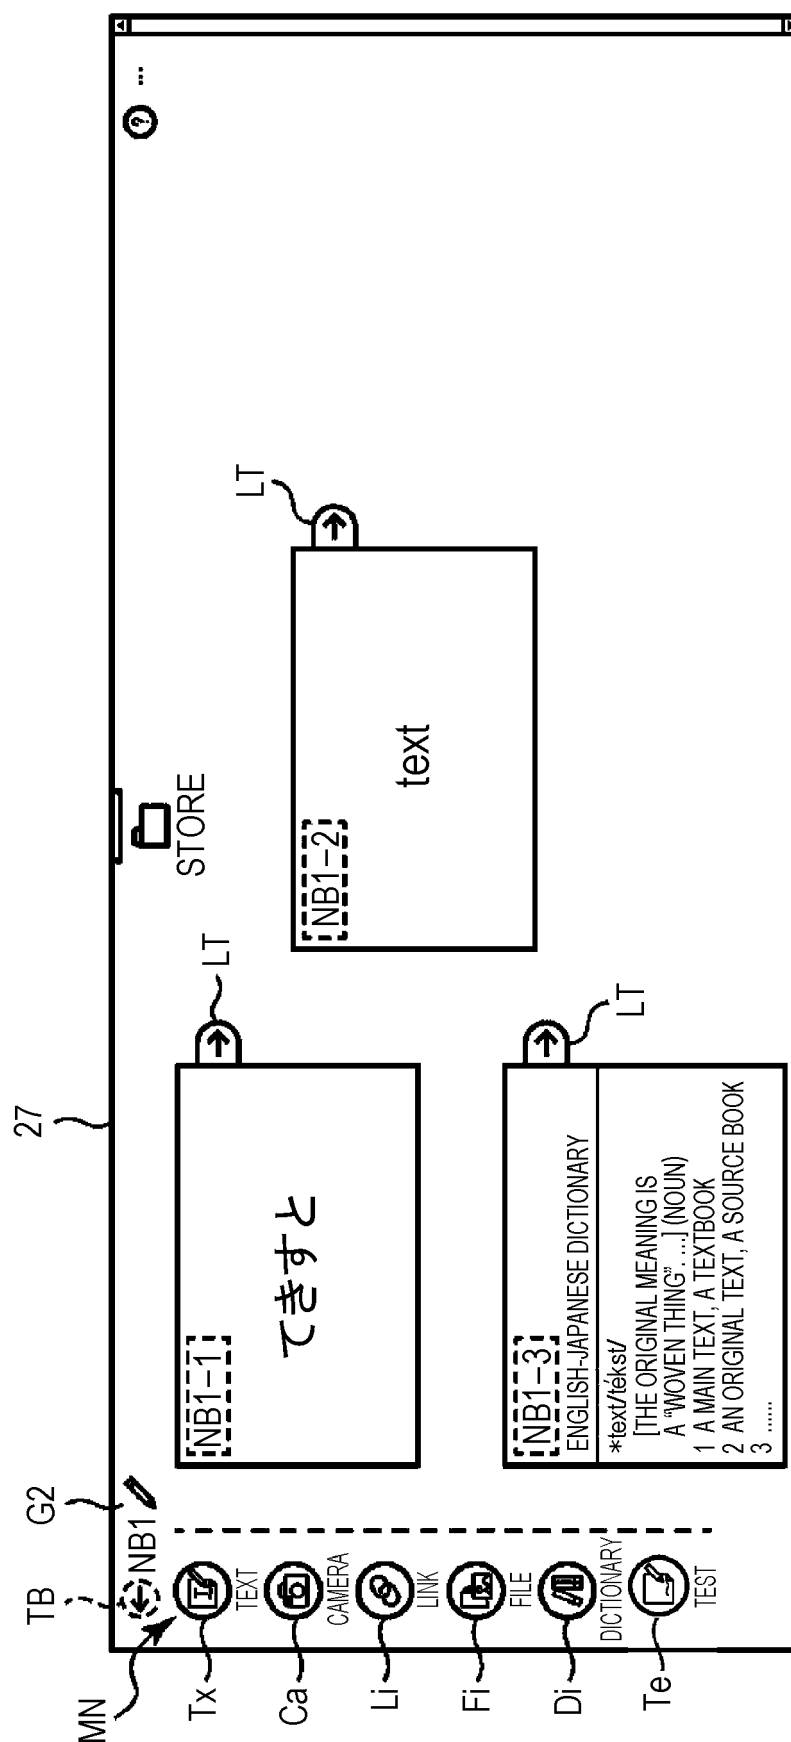 27
TB
G2
MN
NB1
STORE
?
...
Tx
TEXT
Ca
CAMERA
Li
LINK
Fi
FILE
Di
DICTIONARY
Te
TEST
NB1-1
てきすと
LT
NB1-2
text
LT
NB1-3
ENGLISH-JAPANESE DICTIONARY
*text/tékst/
[THE ORIGINAL MEANING IS
A “WOVEN THING”. ...] (NOUN)
1 A MAIN TEXT, A TEXTBOOK
2 AN ORIGINAL TEXT, A SOURCE BOOK
3 ......
LT